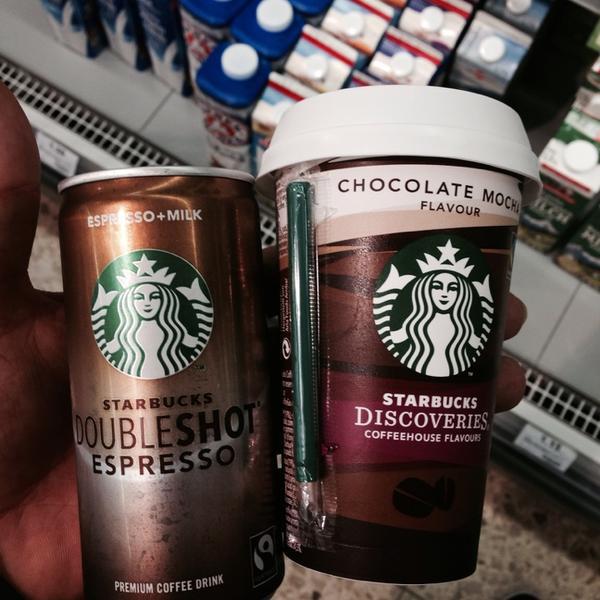 ESPRESSO+MILK
STARBUCKS
DOUBLESHOT
ESPRESSO
PREMIUM COFFEE DRINK
CHOCOLATE MOCHA
FLAVOUR
STARBUCKS
DISCOVERIES
COFFEEHOUSE FLAVOURS